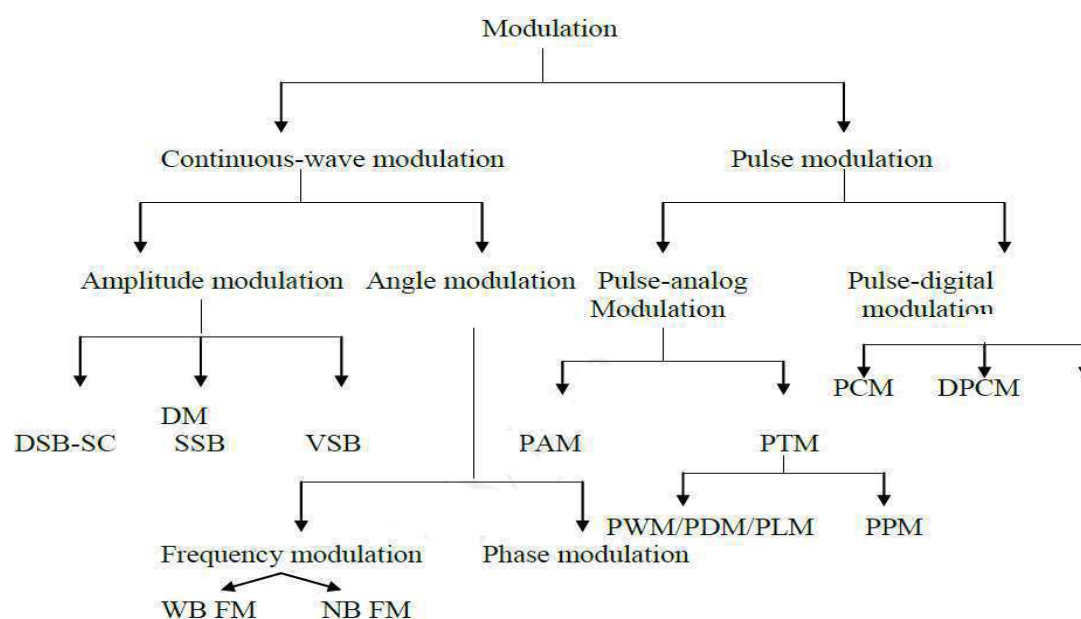 Modulation
Continuous-wave modulation Pulse modulation
Amplitude modulation Angle modulation Pulse-analog Pulse-digital
Modulation modulation
PCM DPCM
DM
DSB-SC SSB VSB PAM PTM
PWM/PDM/PLM PPM
Frequency modulation Phase modulation
WB FM NB FM